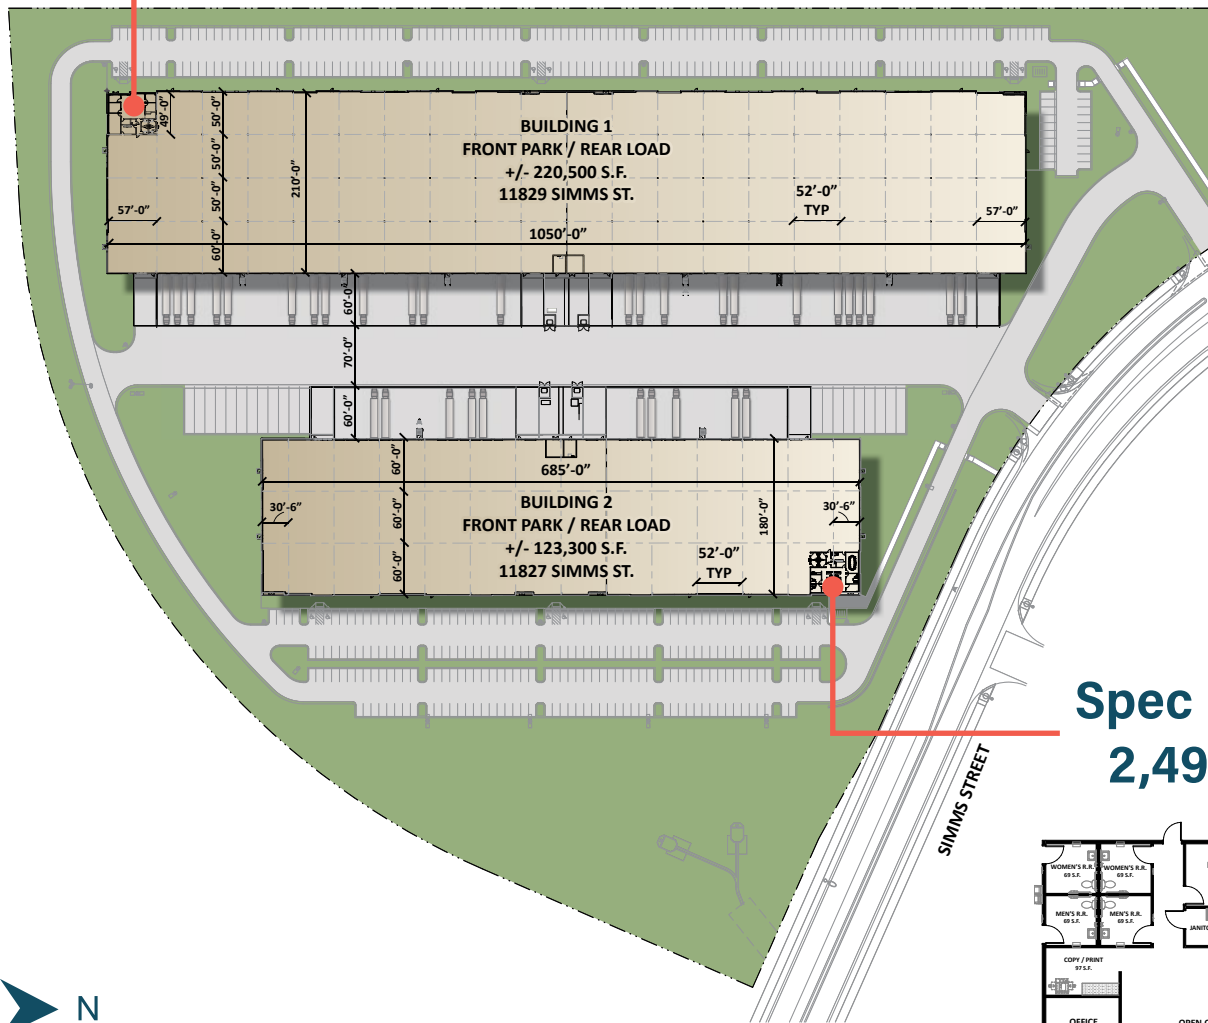 49'-0"
50'-0"
50'-0"
50'-0"
60'-0"
210'-0"
BUILDING 1
FRONT PARK / REAR LOAD
+/- 220,500 S.F.
11829 SIMMS ST.
52'-0"
TYP
57'-0"
57'-0"
1050'-0"
60'-0"
70'-0"
60'-0"
60'-0"
60'-0"
60'-0"
685'-0"
BUILDING 2
FRONT PARK / REAR LOAD
+/- 123,300 S.F.
11827 SIMMS ST.
52'-0"
TYP
30'-6"
30'-6"
180'-0"
SIMMS STREET
Spec
2,49
WOMEN'S R.R.
69 S.F.
WOMEN'S R.R.
69 S.F.
MEN'S R.R.
69 S.F.
MEN'S R.R.
69 S.F.
JANITO
COPY / PRINT
97 S.F.
OFFICE
OPEN O
N